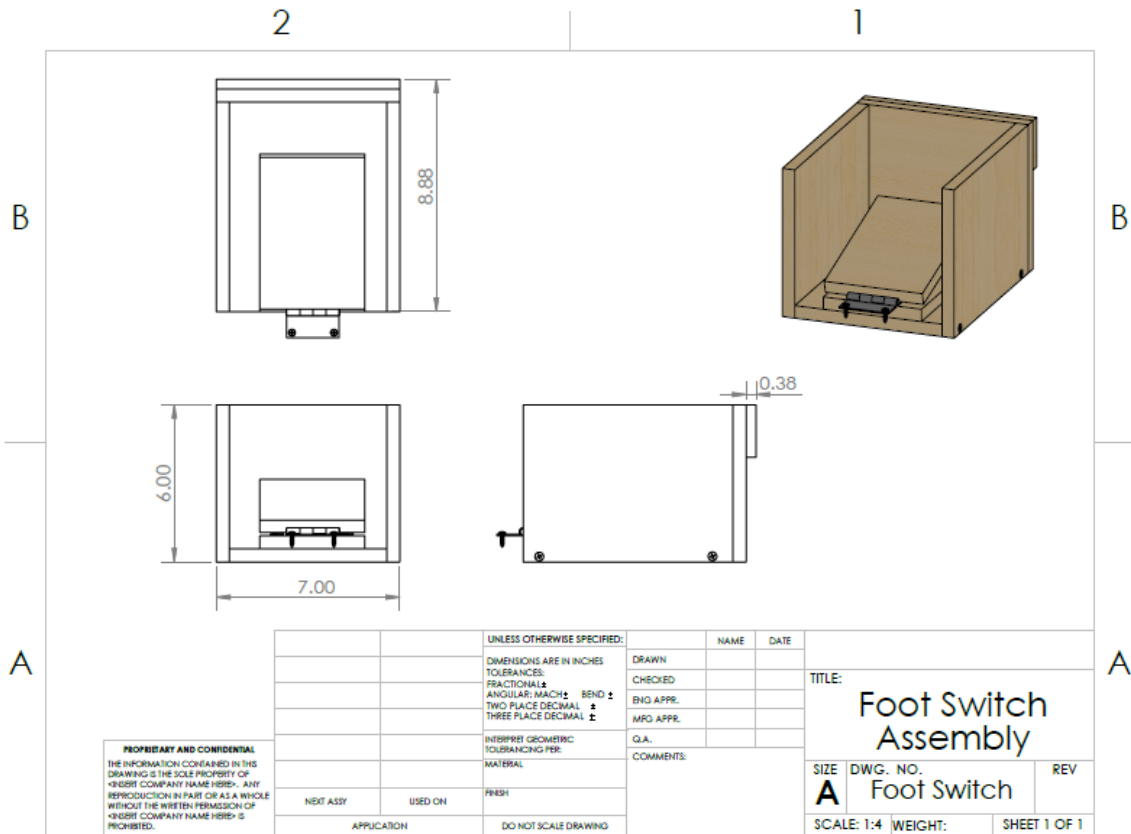 2
1
B
B
8.88
0.38
6.00
7.00
A
A
UNLESS OTHERWISE SPECIFIED:
DIMENSIONS ARE IN INCHES
TOLERANCES:
FRACTIONAL±
ANGULAR: MACH± BEND ±
TWO PLACE DECIMAL ±
THREE PLACE DECIMAL ±
INTERPRET GEOMETRIC
TOLERANCING PER:
MATERIAL
FINISH
DO NOT SCALE DRAWING
NAME DATE
DRAWN
CHECKED
ENG APPR.
MFG APPR.
Q.A.
COMMENTS:
TITLE:
Foot Switch
Assembly
SIZE DWG. NO. REV
A Foot Switch
SCALE: 1:4 WEIGHT: SHEET 1 OF 1
PROPRIETARY AND CONFIDENTIAL
THE INFORMATION CONTAINED IN THIS
DRAWING IS THE SOLE PROPERTY OF
<INSERT COMPANY NAME HERE>. ANY
REPRODUCTION IN PART OR AS A WHOLE
WITHOUT THE WRITTEN PERMISSION OF
<INSERT COMPANY NAME HERE> IS
PROHIBITED.
NEXT ASSY USED ON
APPLICATION